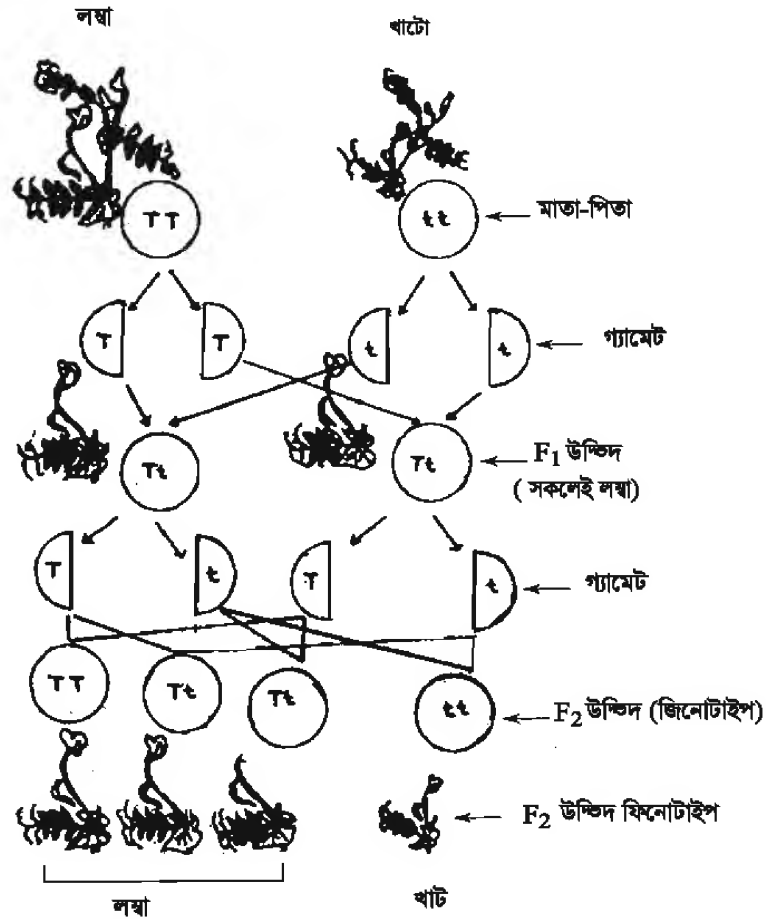 লম্বা খাটো
TT tt মাতা-পিতা
T T t t গ্যামেট
Tt Tt F₁ উদ্ভিদ
( সকলেই লম্বা)
T t T t গ্যামেট
TT Tt Tt tt F₂ উদ্ভিদ (জিনোটাইপ)
F₂ উদ্ভিদ ফিনোটাইপ
লম্বা খাট